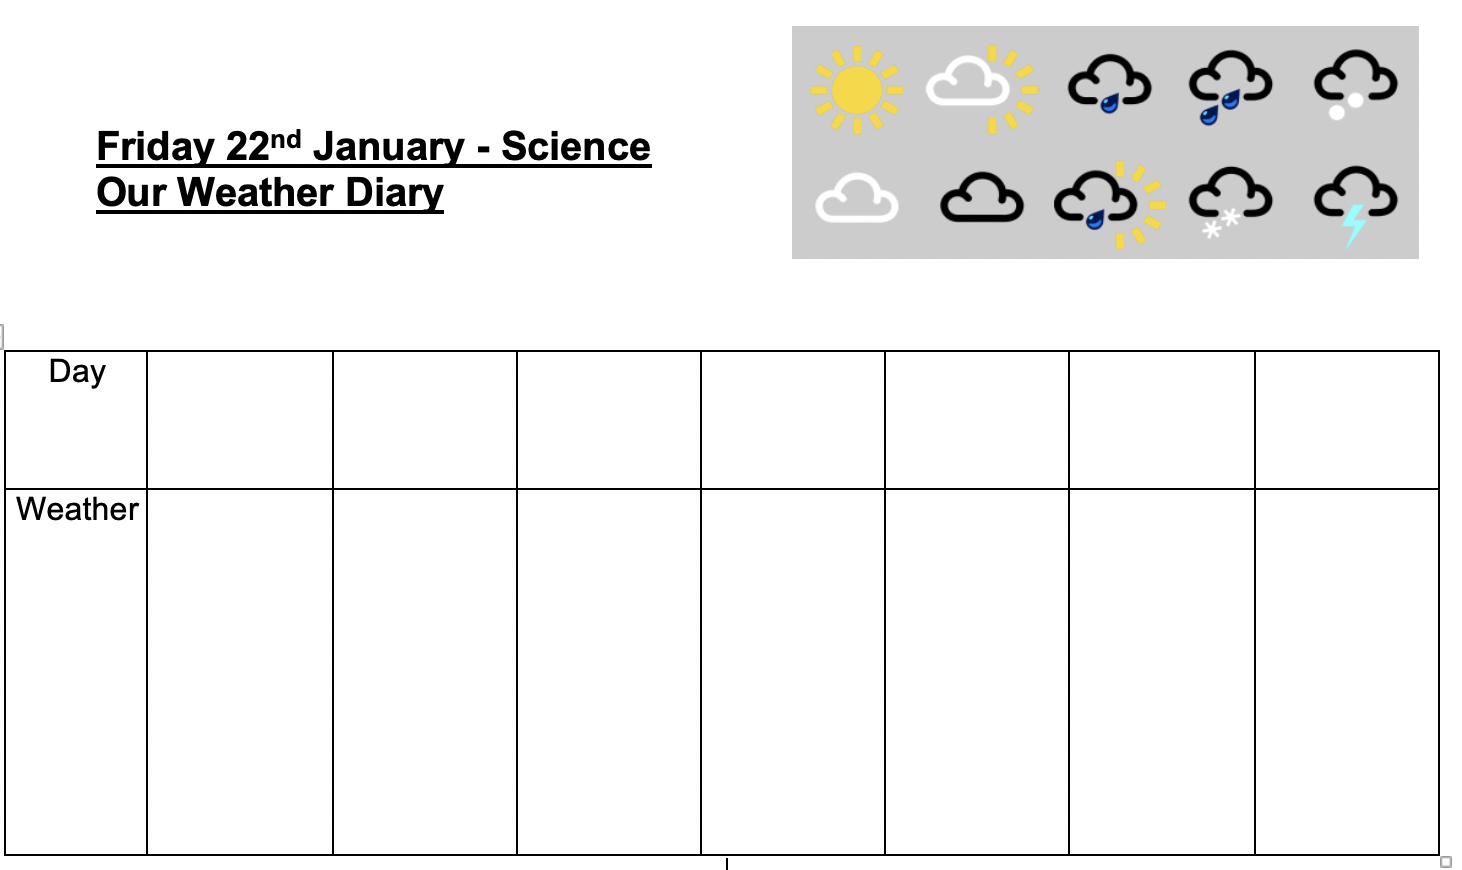 Friday 22nd January - Science
Our Weather Diary
Day
Weather